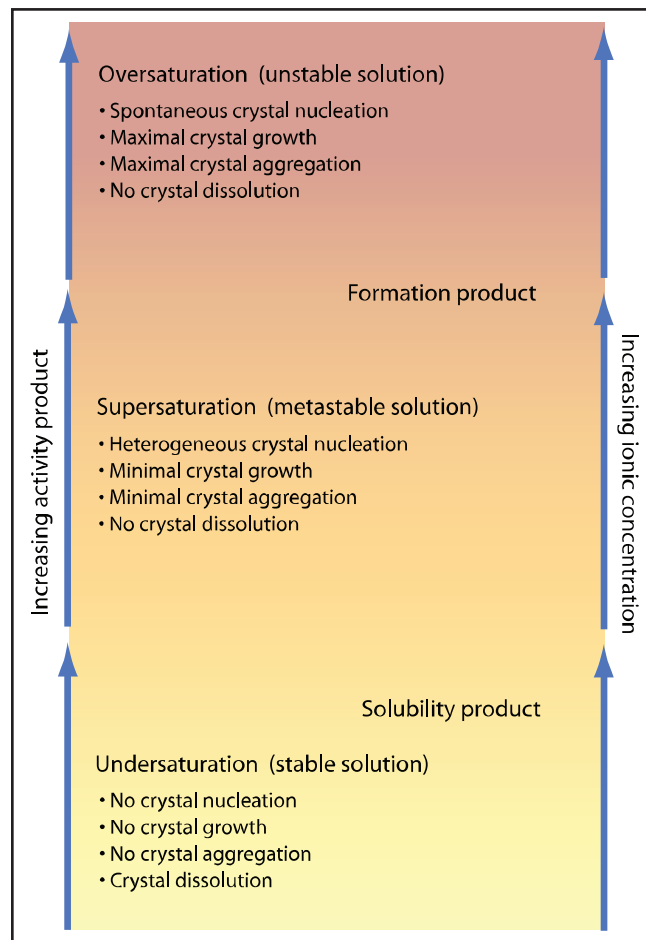 Oversaturation (unstable solution)
• Spontaneous crystal nucleation
• Maximal crystal growth
• Maximal crystal aggregation
• No crystal dissolution
Formation product
Increasing activity product
Increasing ionic concentration
Supersaturation (metastable solution)
• Heterogeneous crystal nucleation
• Minimal crystal growth
• Minimal crystal aggregation
• No crystal dissolution
Solubility product
Undersaturation (stable solution)
• No crystal nucleation
• No crystal growth
• No crystal aggregation
• Crystal dissolution